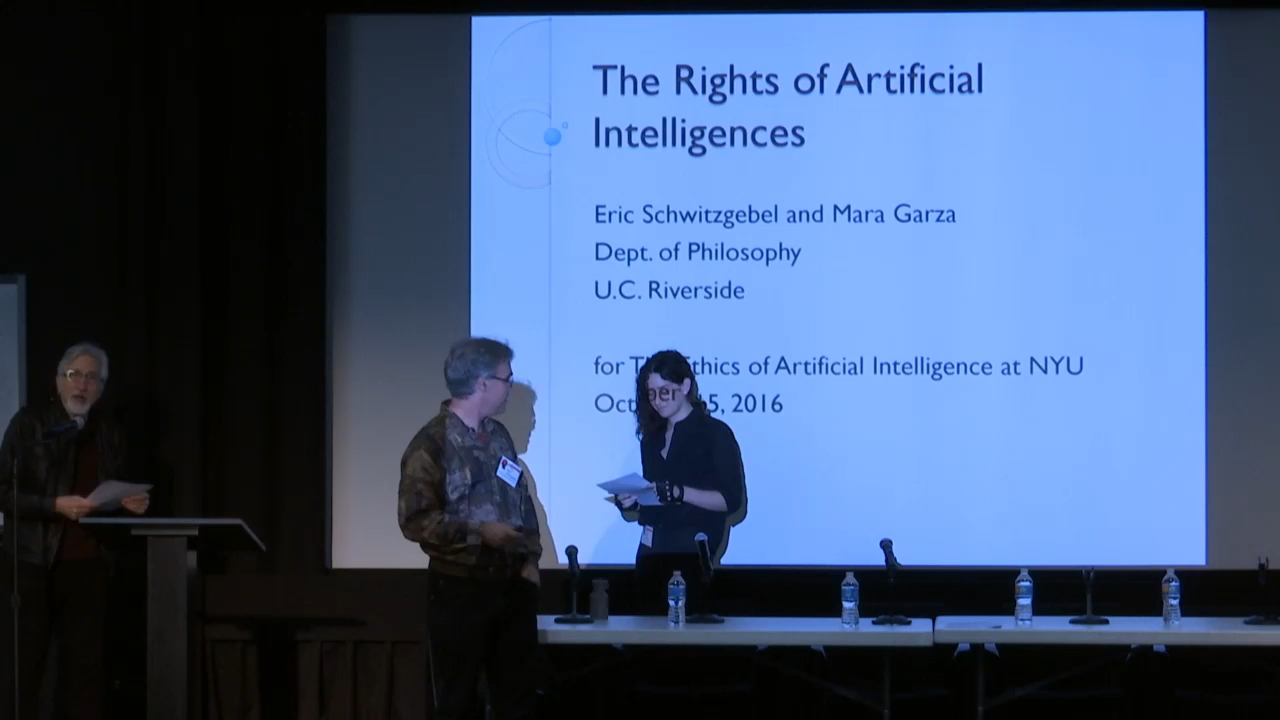 The Rights of Artificial
Intelligences
Eric Schwitzgebel and Mara Garza
Dept. of Philosophy
U.C. Riverside
for Ethics of Artificial Intelligence at NYU
2016